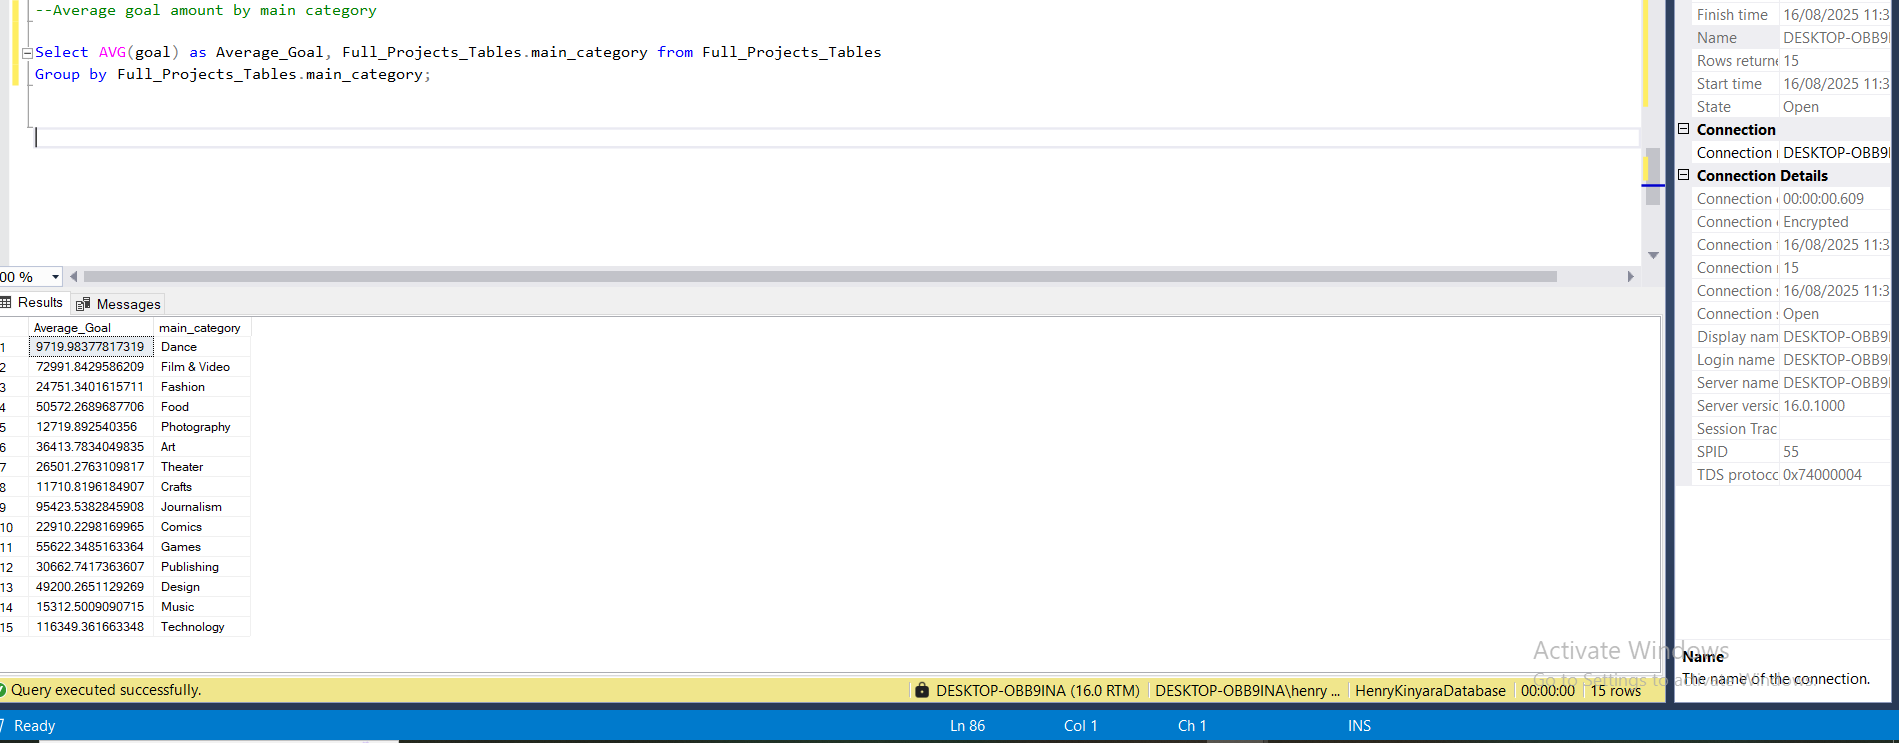 --Average goal amount by main category
Select AVG(goal) as Average_Goal, Full_Projects_Tables.main_category from Full_Projects_Tables
Group by Full_Projects_Tables.main_category;
00 %
Results Messages
Average_Goal main_category
1 9719.98377817319 Dance
2 72991.8429586209 Film & Video
3 24751.3401615711 Fashion
4 50572.2689687706 Food
5 12719.892540356 Photography
6 36413.7834049835 Art
7 26501.2763109817 Theater
8 11710.8196184907 Crafts
9 95423.5382845908 Journalism
10 22910.2298169965 Comics
11 55622.3485163364 Games
12 30662.7417363607 Publishing
13 49200.2651129269 Design
14 15312.5009090715 Music
15 116349.361663348 Technology
Query executed successfully. DESKTOP-OBB9INA (16.0 RTM) DESKTOP-OBB9INA\henry ... HenryKinyaraDatabase 00:00:00 15 rows
Ready Ln 86 Col 1 Ch 1 INS
Finish time 16/08/2025 11:3
Name DESKTOP-OBB9I
Rows returne 15
Start time 16/08/2025 11:3
State Open
Connection
Connection DESKTOP-OBB9I
Connection Details
Connection 00:00:00.609
Connection Encrypted
Connection 16/08/2025 11:3
Connection 15
Connection 16/08/2025 11:3
Connection Open
Display nam DESKTOP-OBB9I
Login name DESKTOP-OBB9I
Server name DESKTOP-OBB9I
Server versic 16.0.1000
Session Trac
SPID 55
TDS protocc 0x74000004
Activate Windows
Go to Settings to activate Windows.
Name
The name of the connection.